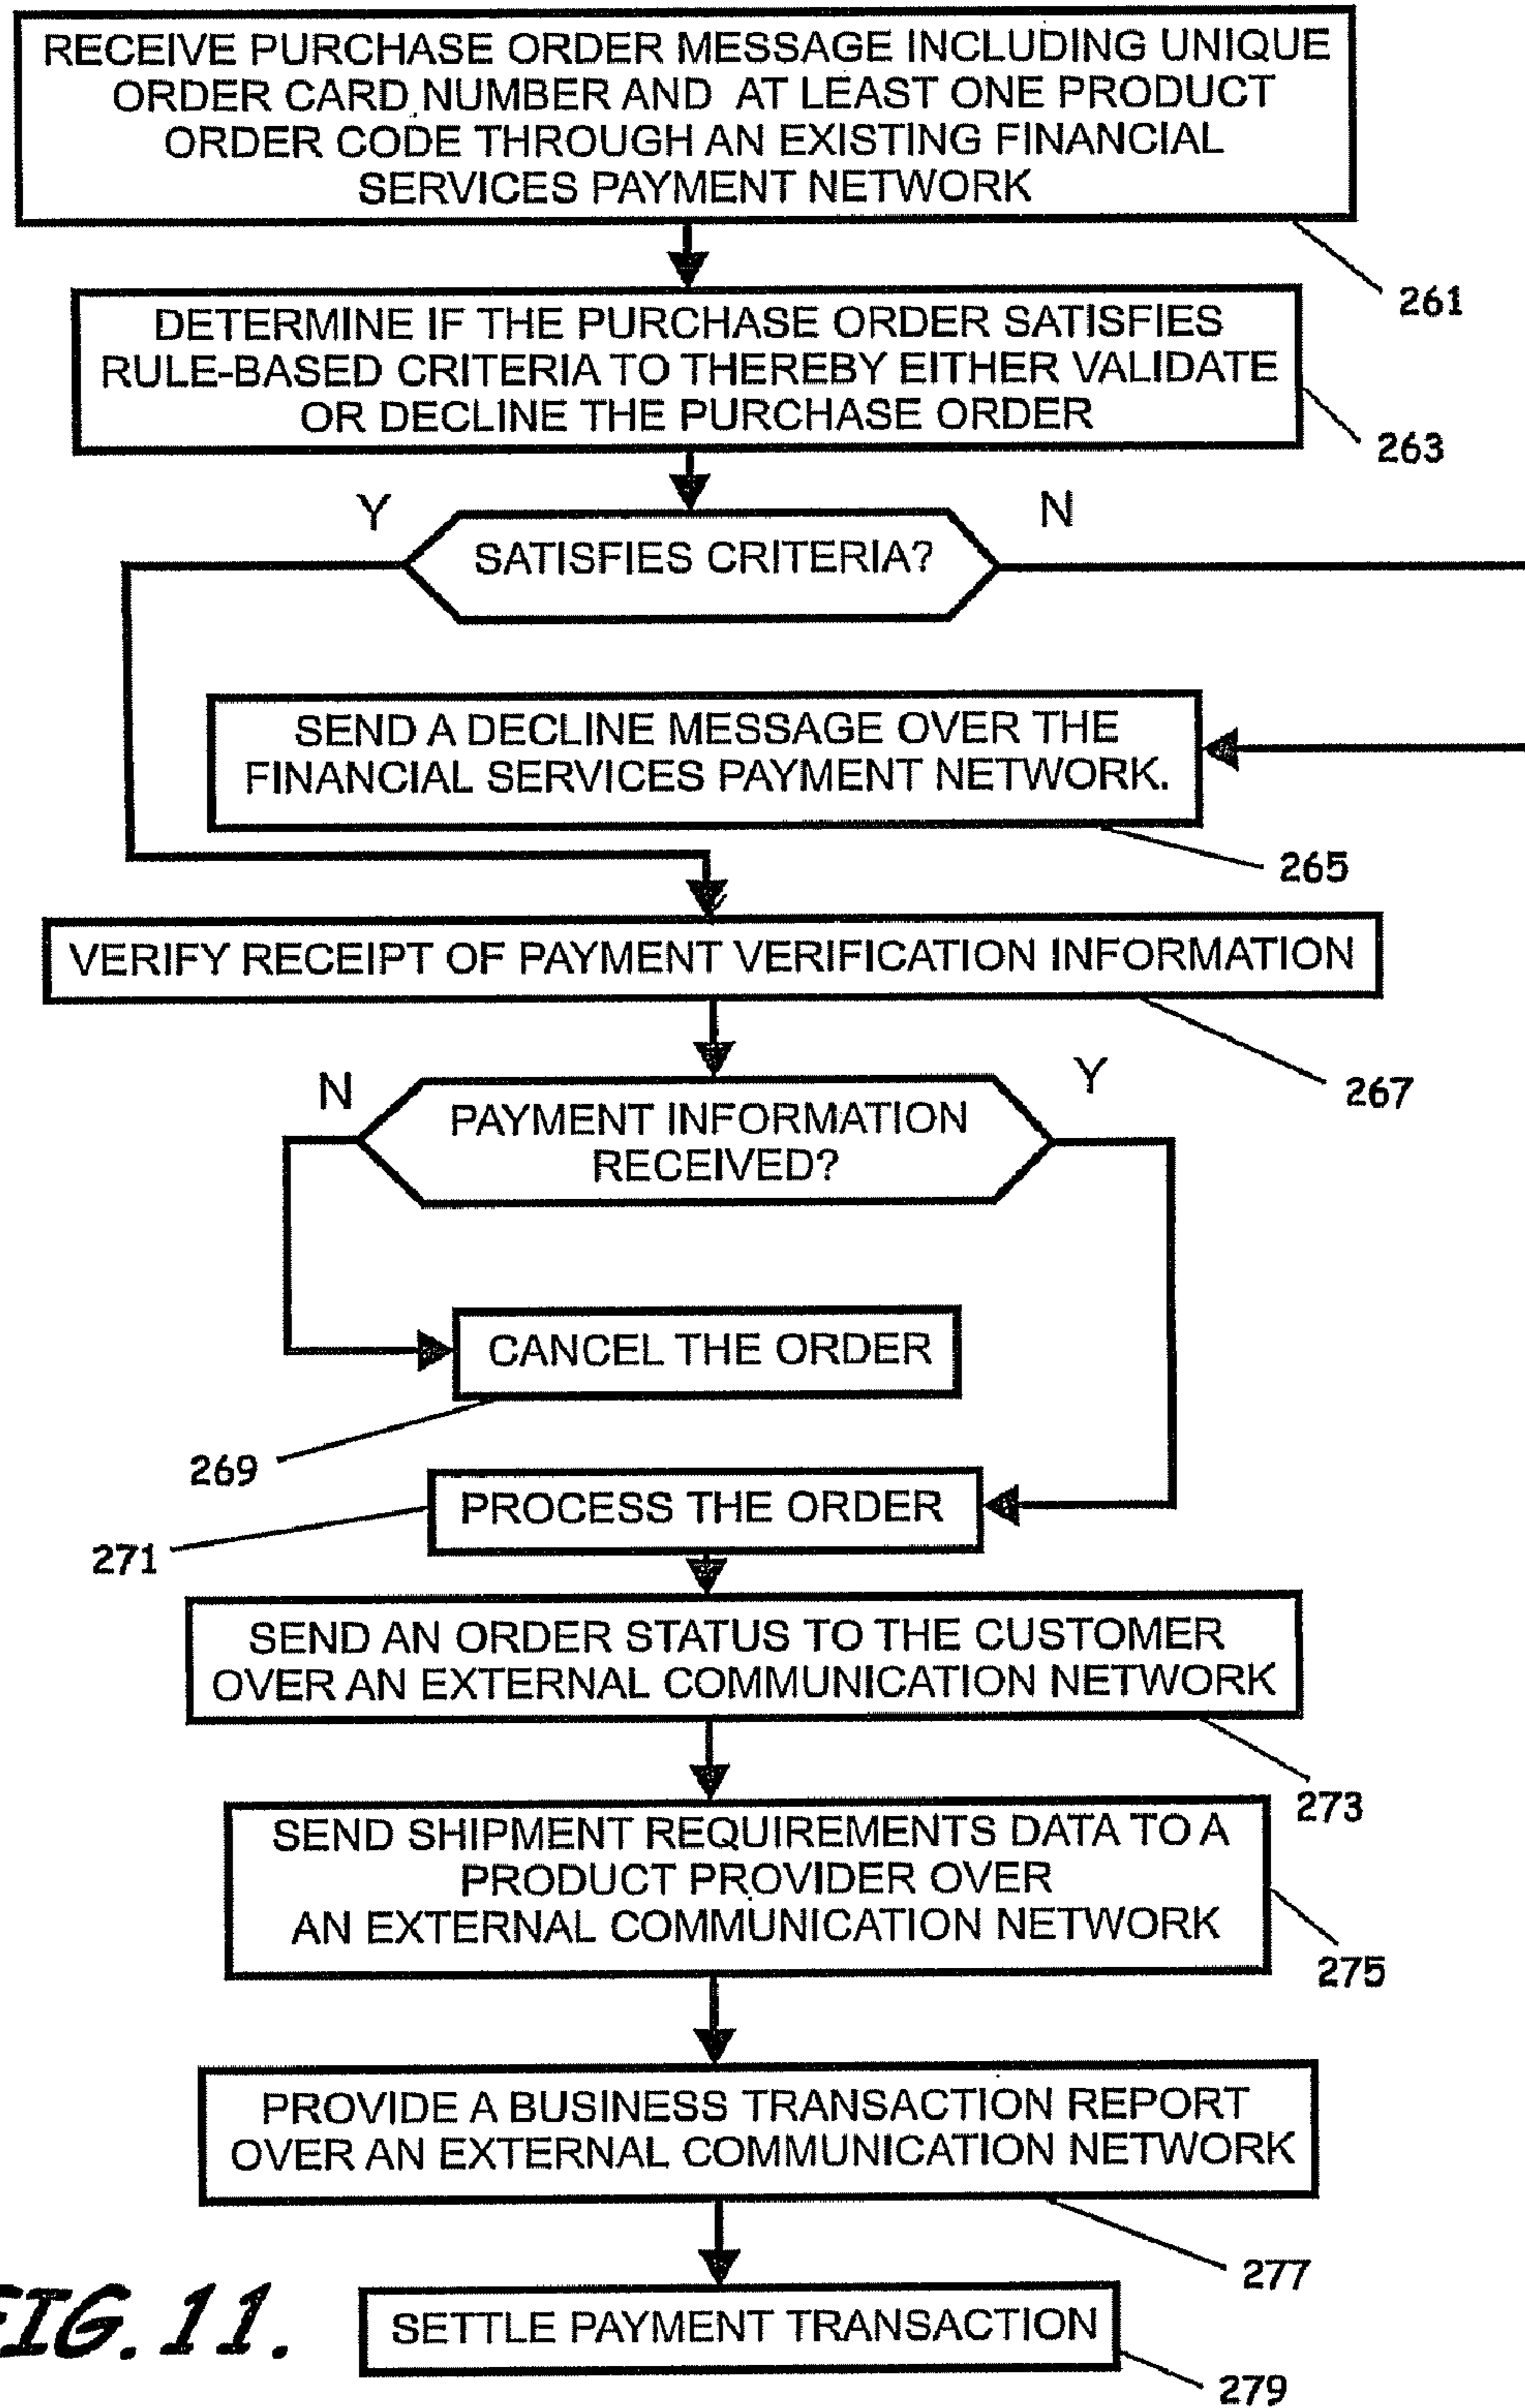 RECEIVE PURCHASE ORDER MESSAGE INCLUDING UNIQUE
ORDER CARD NUMBER AND AT LEAST ONE PRODUCT
ORDER CODE THROUGH AN EXISTING FINANCIAL
SERVICES PAYMENT NETWORK
261
DETERMINE IF THE PURCHASE ORDER SATISFIES
RULE-BASED CRITERIA TO THEREBY EITHER VALIDATE
OR DECLINE THE PURCHASE ORDER
263
Y
N
SATISFIES CRITERIA?
SEND A DECLINE MESSAGE OVER THE
FINANCIAL SERVICES PAYMENT NETWORK.
265
VERIFY RECEIPT OF PAYMENT VERIFICATION INFORMATION
267
N
Y
PAYMENT INFORMATION
RECEIVED?
CANCEL THE ORDER
269
PROCESS THE ORDER
271
SEND AN ORDER STATUS TO THE CUSTOMER
OVER AN EXTERNAL COMMUNICATION NETWORK
273
SEND SHIPMENT REQUIREMENTS DATA TO A
PRODUCT PROVIDER OVER
AN EXTERNAL COMMUNICATION NETWORK
275
PROVIDE A BUSINESS TRANSACTION REPORT
OVER AN EXTERNAL COMMUNICATION NETWORK
277
FIG. 11.
SETTLE PAYMENT TRANSACTION
279